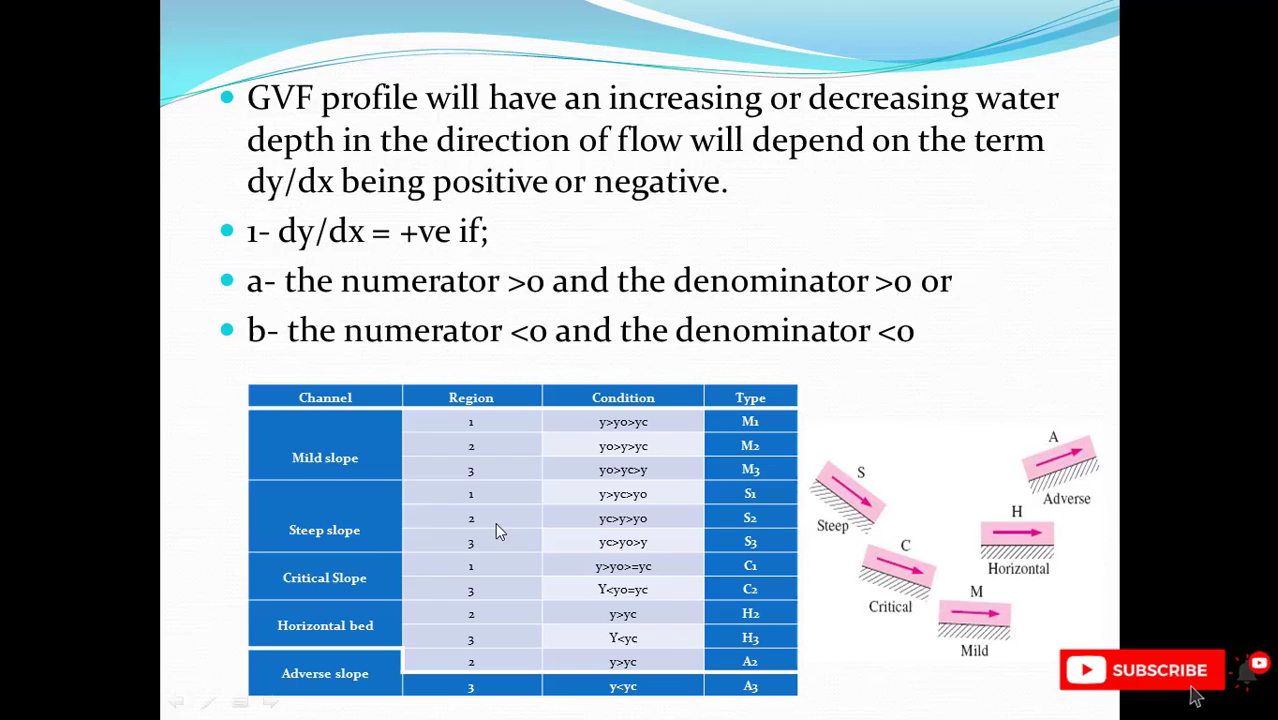 GVF profile will have an increasing or decreasing water
depth in the direction of flow will depend on the term
dy/dx being positive or negative.
1- dy/dx = +ve if;
a- the numerator >0 and the denominator >0 or
b- the numerator <0 and the denominator <0
Channel Region Condition Type
Mild slope
1 y>yo>yc M1
2 yo>y>yc M2
3 yo>yc>y M3
Steep slope
1 y>yc>yo S1
2 yc>y>yo S2
3 yc>yo>y S3
Critical Slope
1 y>yo>=yc C1
3 Y<yo=yc C2
Horizontal bed
2 y>yc H2
3 Y<yc H3
Adverse slope
2 y>yc A2
3 y<yc A3
S
Steep
C
Critical
M
Mild
H
Horizontal
A
Adverse
SUBSCRIBE